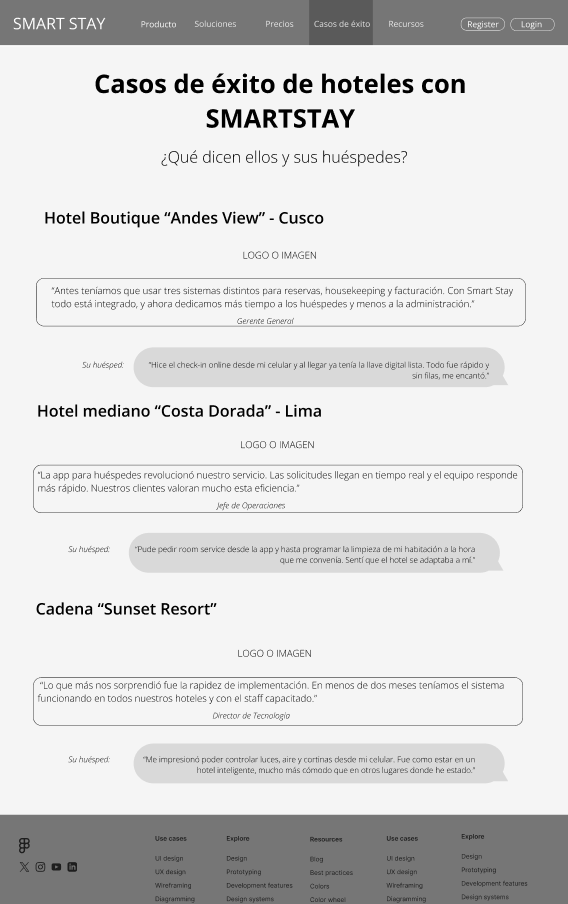 SMART STAY
Producto
Soluciones
Precios
Casos de éxito
Recursos
Register
Login
Casos de éxito de hoteles con
SMARTSTAY
¿Qué dicen ellos y sus huéspedes?
Hotel Boutique “Andes View” - Cusco
LOGO O IMAGEN
“Antes teníamos que usar tres sistemas distintos para reservas, housekeeping y facturación. Con Smart Stay
todo está integrado, y ahora dedicamos más tiempo a los huéspedes y menos a la administración.”
Gerente General
Su huésped:
“Hice el check-in online desde mi celular y al llegar ya tenía la llave digital lista. Todo fue rápido y
sin filas, me encantó.”
Hotel mediano “Costa Dorada” - Lima
LOGO O IMAGEN
“La app para huéspedes revolucionó nuestro servicio. Las solicitudes llegan en tiempo real y el equipo responde
más rápido. Nuestros clientes valoran mucho esta eficiencia.”
Jefe de Operaciones
Su huésped:
“Pude pedir room service desde la app y hasta programar la limpieza de mi habitación a la hora
que me convenía. Sentí que el hotel se adaptaba a mí.”
Cadena “Sunset Resort”
LOGO O IMAGEN
“Lo que más nos sorprendió fue la rapidez de implementación. En menos de dos meses teníamos el sistema
funcionando en todos nuestros hoteles y con el staff capacitado.”
Director de Tecnología
Su huésped:
“Me impresionó poder controlar luces, aire y cortinas desde mi celular. Fue como estar en un
hotel inteligente, mucho más cómodo que en otros lugares donde he estado.”
Use cases
UI design
UX design
Wireframing
Diagramming
Explore
Design
Prototyping
Development features
Design systems
Resources
Blog
Best practices
Colors
Color wheel
Use cases
UI design
UX design
Wireframing
Diagramming
Explore
Design
Prototyping
Development features
Design systems